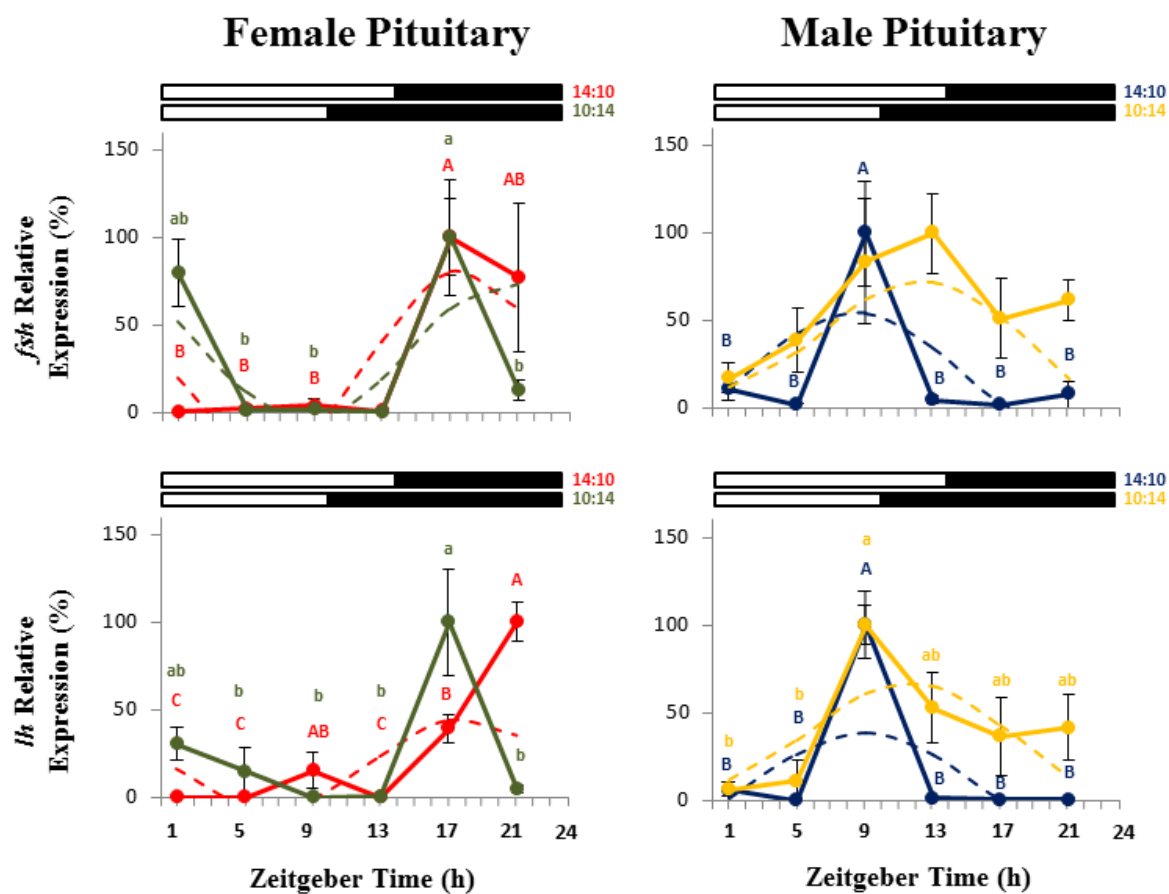 Female Pituitary
Male Pituitary
14:10
10:14
14:10
10:14
fsh Relative
Expression (%)
150
100
50
0
ab
B
b
B
b
B
a
A
AB
b
150
100
50
0
B
B
A
B
B
B
24
14:10
10:14
14:10
10:14
lh Relative
Expression (%)
150
100
50
0
ab
C
b
C
b
AB
b
C
a
B
A
b
1 5 9 13 17 21 24
Zeitgeber Time (h)
150
100
50
0
b
B
b
B
a
A
ab
B
ab
B
ab
B
1 5 9 13 17 21 24
Zeitgeber Time (h)